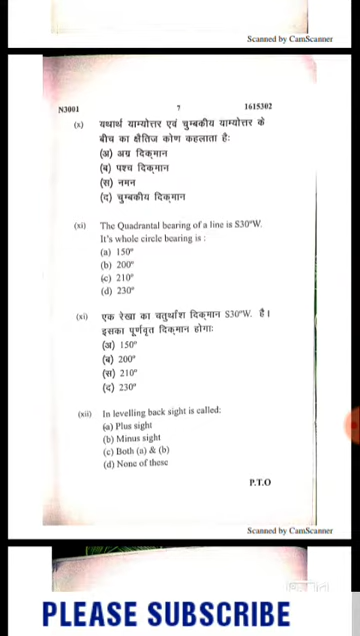 Scanned by CamScanner
N3001 7 1615302
(x) यथार्थ याम्योत्तर एवं चुम्बकीय याम्योत्तर के
बीच का क्षैतिज कोण कहलाता हैः
(अ) अग्र दिक्‌मान
(ब) पश्च दिक्‌मान
(स) नमन
(द) चुम्बकीय दिक्‌मान
(xi) The Quadrantal bearing of a line is S30°W.
It's whole circle bearing is :
(a) 150°
(b) 200°
(c) 210°
(d) 230°
(xi) एक रेखा का चतुर्थांश दिक्‌मान S30°W. है।
इसका पूर्णवृत दिक्‌मान होगाः
(अ) 150°
(ब) 200°
(स) 210°
(द) 230°
(xii) In levelling back sight is called:
(a) Plus sight
(b) Minus sight
(c) Both (a) & (b)
(d) None of these
P.T.O
Scanned by CamScanner
PLEASE SUBSCRIBE